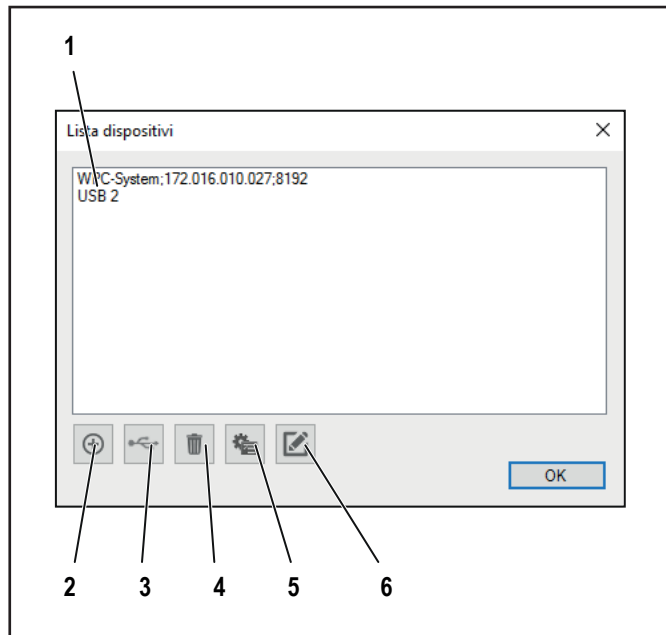 1
Lista dispositivi
WPC-System;172.016.010.027;8192
USB 2
OK
2 3 4 5 6